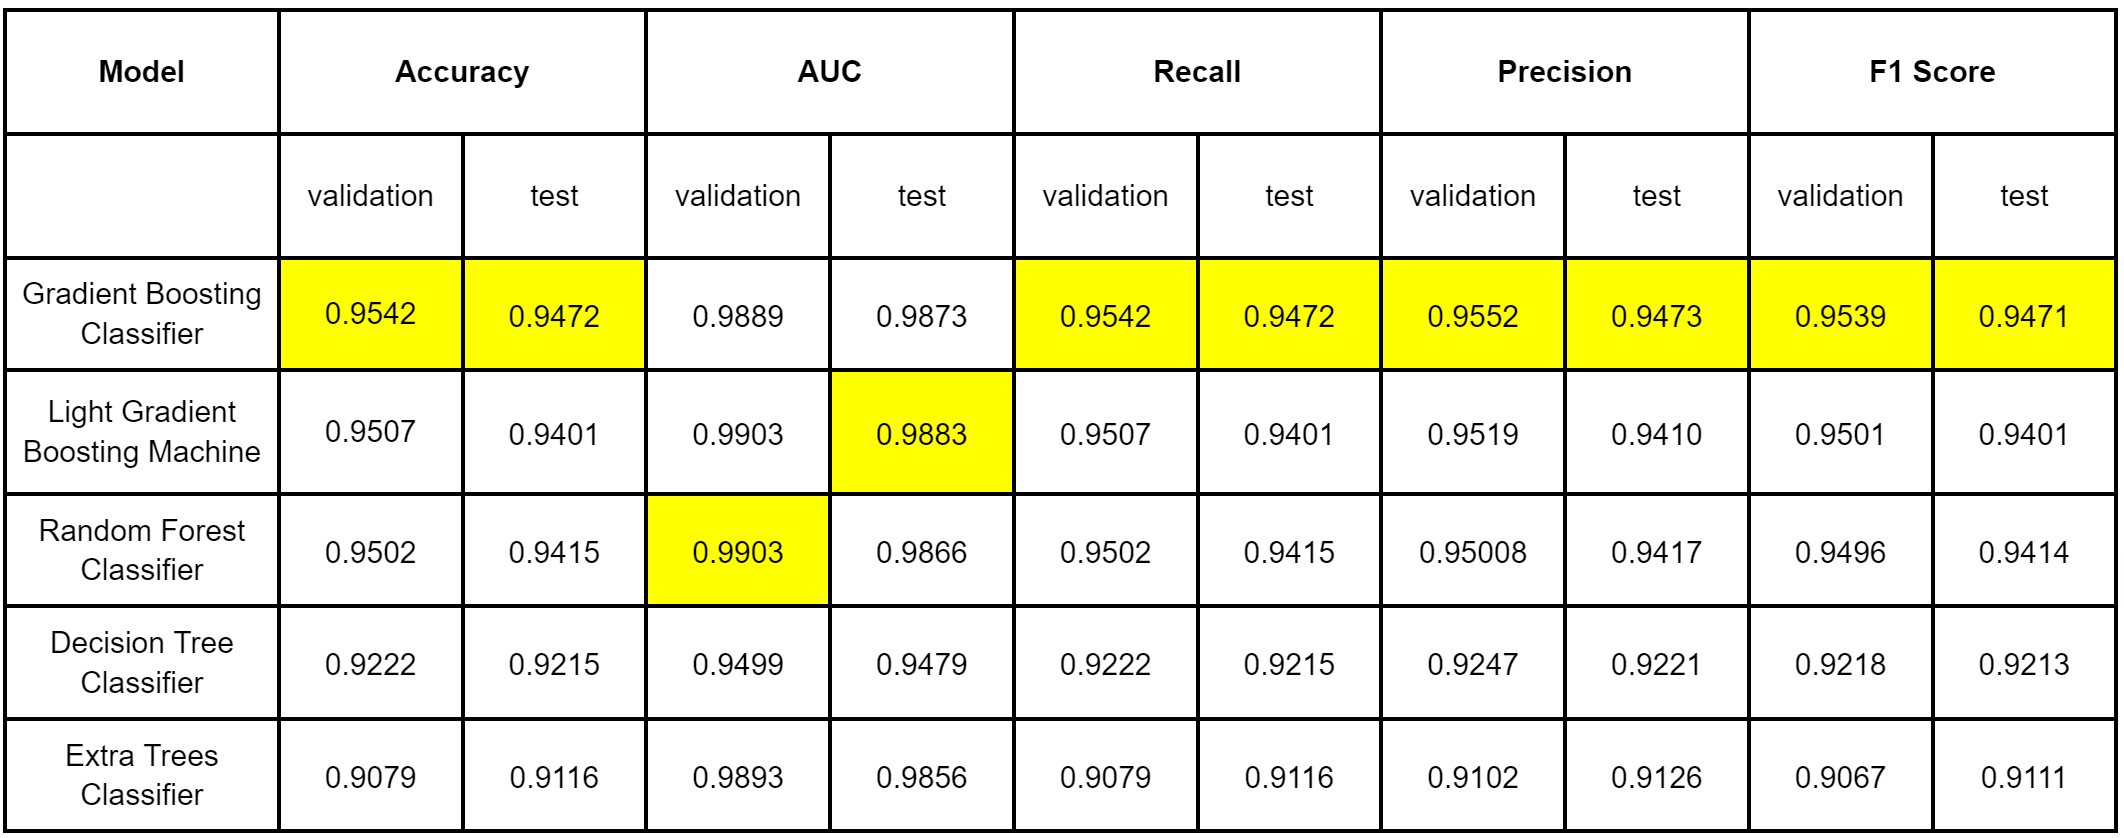 Model Accuracy AUC Recall Precision F1 Score
validation test validation test validation test validation test validation test
Gradient Boosting
Classifier
0.9542 0.9472 0.9889 0.9873 0.9542 0.9472 0.9552 0.9473 0.9539 0.9471
Light Gradient
Boosting Machine
0.9507 0.9401 0.9903 0.9883 0.9507 0.9401 0.9519 0.9410 0.9501 0.9401
Random Forest
Classifier
0.9502 0.9415 0.9903 0.9866 0.9502 0.9415 0.95008 0.9417 0.9496 0.9414
Decision Tree
Classifier
0.9222 0.9215 0.9499 0.9479 0.9222 0.9215 0.9247 0.9221 0.9218 0.9213
Extra Trees
Classifier
0.9079 0.9116 0.9893 0.9856 0.9079 0.9116 0.9102 0.9126 0.9067 0.9111